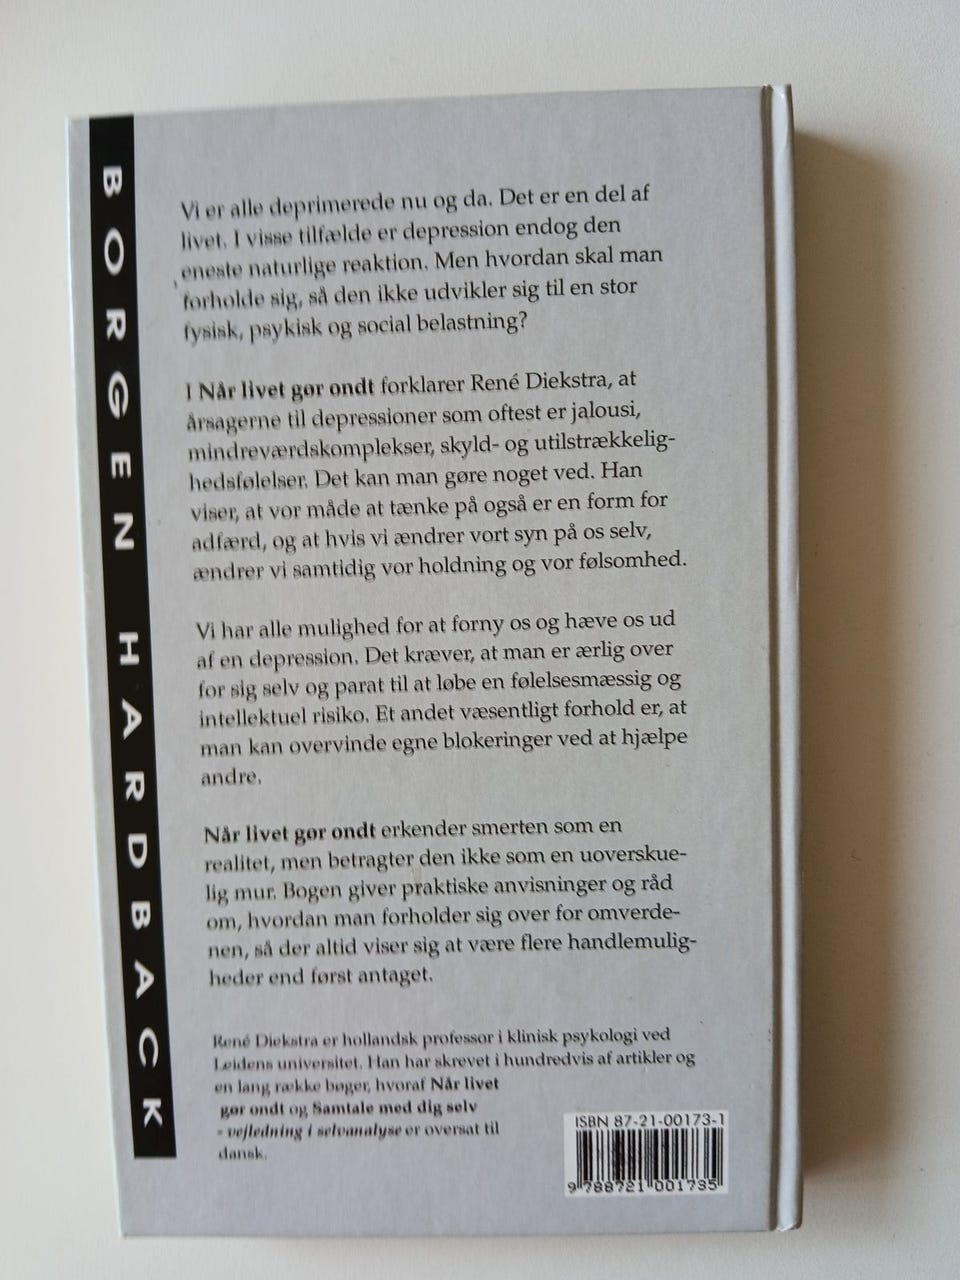 BORGEN HARDBACK
Vi er alle deprimerede nu og da. Det er en del af
livet. I visse tilfælde er depression endog den
eneste naturlige reaktion. Men hvordan skal man
forholde sig, så den ikke udvikler sig til en stor
fysisk, psykisk og social belastning?
I Når livet gør ondt forklarer René Diekstra, at
årsagerne til depressioner som oftest er jalousi,
mindreværdskomplekser, skyld- og utilstrækkelig-
hedsfølelser. Det kan man gøre noget ved. Han
viser, at vor måde at tænke på også er en form for
adfærd, og at hvis vi ændrer vort syn på os selv,
ændrer vi samtidig vor holdning og vor følsomhed.
Vi har alle mulighed for at forny os og hæve os ud
af en depression. Det kræver, at man er ærlig over
for sig selv og parat til at løbe en følelsesmæssig og
intellektuel risiko. Et andet væsentligt forhold er, at
man kan overvinde egne blokeringer ved at hjælpe
andre.
Når livet gør ondt erkender smerten som en
realitet, men betragter den ikke som en uoverskue-
lig mur. Bogen giver praktiske anvisninger og råd
om, hvordan man forholder sig over for omverde-
nen, så der altid viser sig at være flere handlemulig-
heder end først antaget.
René Diekstra er hollandsk professor i klinisk psykologi ved
Leidens universitet. Han har skrevet i hundredvis af artikler og
en lang række bøger, hvoraf Når livet
gør ondt og Samtale med dig selv
- vejledning i selvanalyse er oversat til
dansk.
ISBN 87-21-00173-1
9 788721 001735